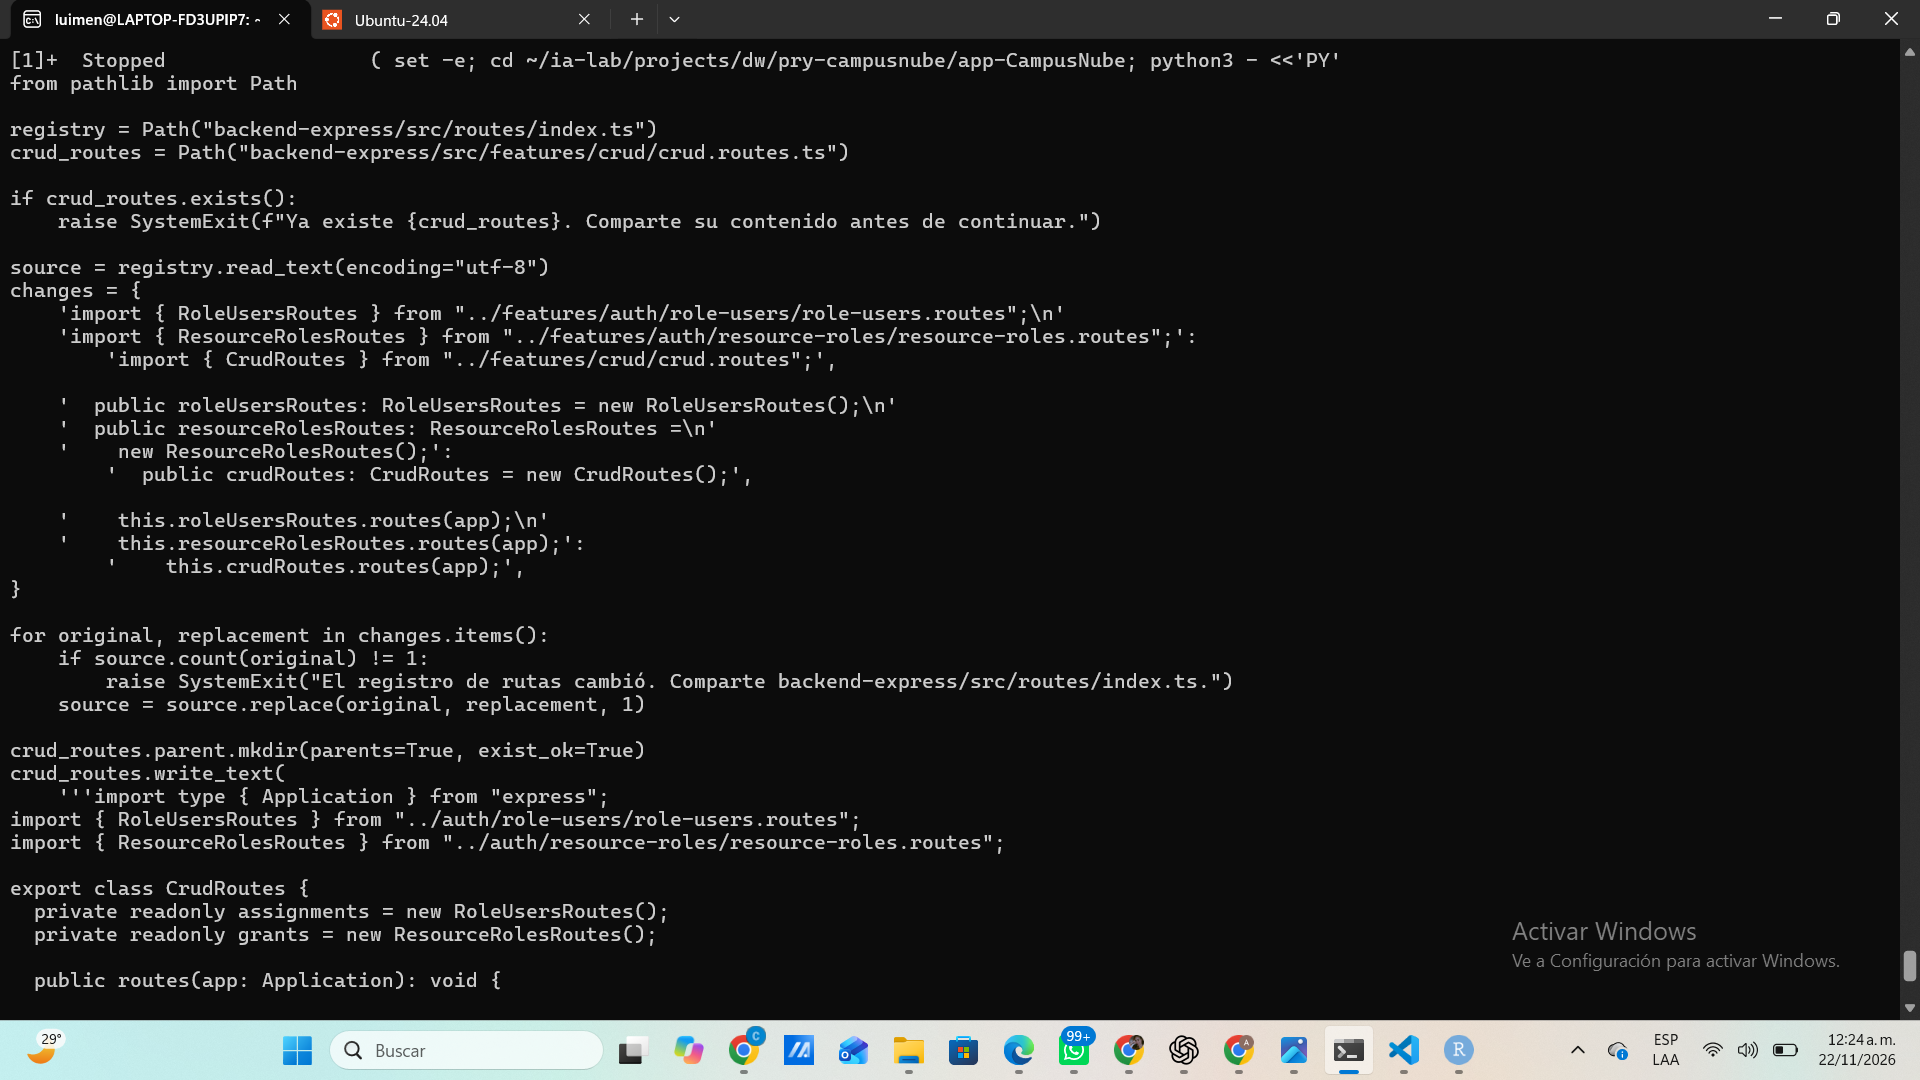 luimen@LAPTOP-FD3UPIP7: ~
Ubuntu-24.04
[1]+  Stopped                 ( set -e; cd ~/ia-lab/projects/dw/pry-campusnube/app-CampusNube; python3 - <<'PY'
from pathlib import Path

registry = Path("backend-express/src/routes/index.ts")
crud_routes = Path("backend-express/src/features/crud/crud.routes.ts")

if crud_routes.exists():
    raise SystemExit(f"Ya existe {crud_routes}. Comparte su contenido antes de continuar.")

source = registry.read_text(encoding="utf-8")
changes = {
    'import { RoleUsersRoutes } from "../features/auth/role-users/role-users.routes";\n'
    'import { ResourceRolesRoutes } from "../features/auth/resource-roles/resource-roles.routes";':
        'import { CrudRoutes } from "../features/crud/crud.routes";',

    '  public roleUsersRoutes: RoleUsersRoutes = new RoleUsersRoutes();\n'
    '  public resourceRolesRoutes: ResourceRolesRoutes =\n'
    '    new ResourceRolesRoutes();':
        '  public crudRoutes: CrudRoutes = new CrudRoutes();',

    '    this.roleUsersRoutes.routes(app);\n'
    '    this.resourceRolesRoutes.routes(app);':
        '    this.crudRoutes.routes(app);',
}

for original, replacement in changes.items():
    if source.count(original) != 1:
        raise SystemExit("El registro de rutas cambió. Comparte backend-express/src/routes/index.ts.")
    source = source.replace(original, replacement, 1)

crud_routes.parent.mkdir(parents=True, exist_ok=True)
crud_routes.write_text(
    '''import type { Application } from "express";
import { RoleUsersRoutes } from "../auth/role-users/role-users.routes";
import { ResourceRolesRoutes } from "../auth/resource-roles/resource-roles.routes";

export class CrudRoutes {
  private readonly assignments = new RoleUsersRoutes();
  private readonly grants = new ResourceRolesRoutes();

  public routes(app: Application): void {
Activar Windows
Ve a Configuración para activar Windows.
29°
Buscar
99+
ESP
LAA
12:24 a. m.
22/11/2026